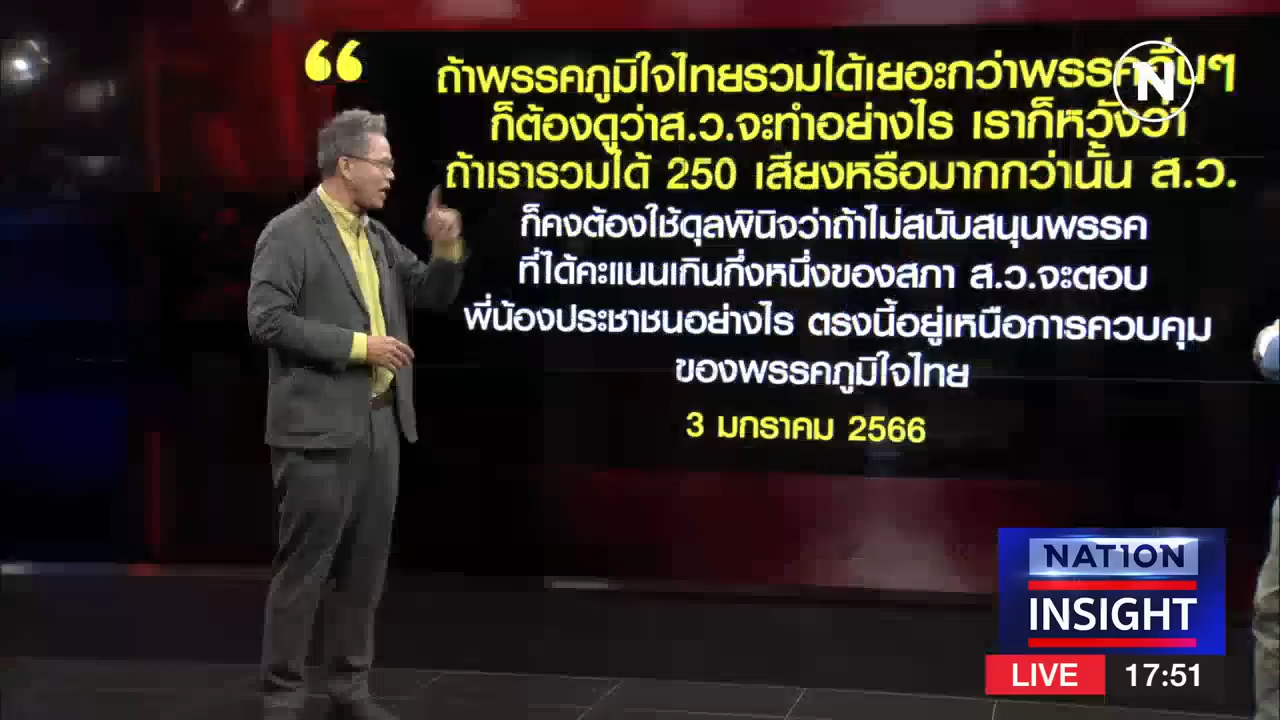 “
ถ้าพรรคภูมิใจไทยรวมได้เยอะกว่าพรรคอื่นๆ
ก็ต้องดูว่าส.ว.จะทำอย่างไร เราก็หวังว่า
ถ้าเรารวมได้ 250 เสียงหรือมากกว่านั้น ส.ว.
ก็คงต้องใช้ดุลพินิจว่าถ้าไม่สนับสนุนพรรค
ที่ได้คะแนนเกินกึ่งหนึ่งของสภา ส.ว.จะตอบ
พี่น้องประชาชนอย่างไร ตรงนี้อยู่เหนือการควบคุม
ของพรรคภูมิใจไทย
3 มกราคม 2566
N
NATION
INSIGHT
LIVE 17:51